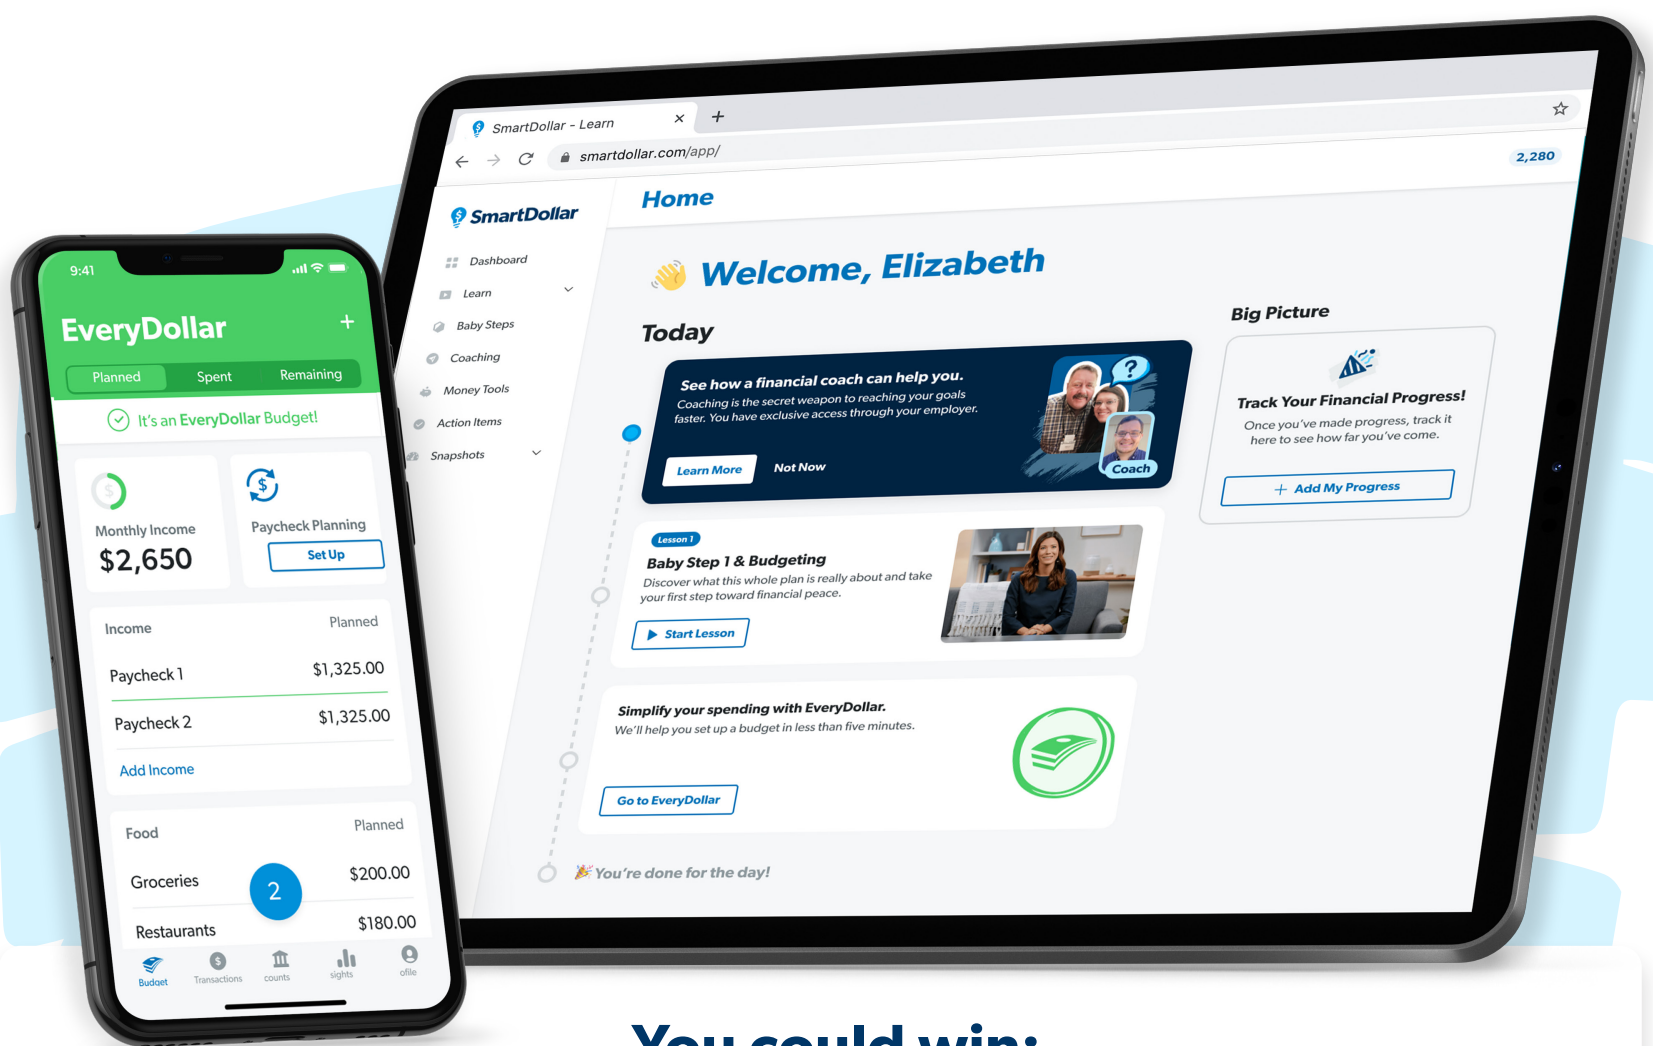 SmartDollar - Learn
smartdollar.com/app/
2,280
SmartDollar
Home
Dashboard
Learn
Baby Steps
Coaching
Money Tools
Action Items
Snapshots
👋 Welcome, Elizabeth
Today
See how a financial coach can help you.
Coaching is the secret weapon to reaching your goals
faster. You have exclusive access through your employer.
Learn More Not Now
?
Coach
Lesson 1
Baby Step 1 & Budgeting
Discover what this whole plan is really about and take
your first step toward financial peace.
Start Lesson
Simplify your spending with EveryDollar.
We'll help you set up a budget in less than five minutes.
Go to EveryDollar
🎉 You're done for the day!
Big Picture
Track Your Financial Progress!
Once you've made progress, track it
here to see how far you've come.
+ Add My Progress
9:41
EveryDollar +
Planned Spent Remaining
It's an EveryDollar Budget!
Monthly Income
$2,650
Paycheck Planning
Set Up
Income Planned
Paycheck 1 $1,325.00
Paycheck 2 $1,325.00
Add Income
Food Planned
Groceries $200.00
2
Restaurants $180.00
Budget Transactions counts sights ofile
You could win: